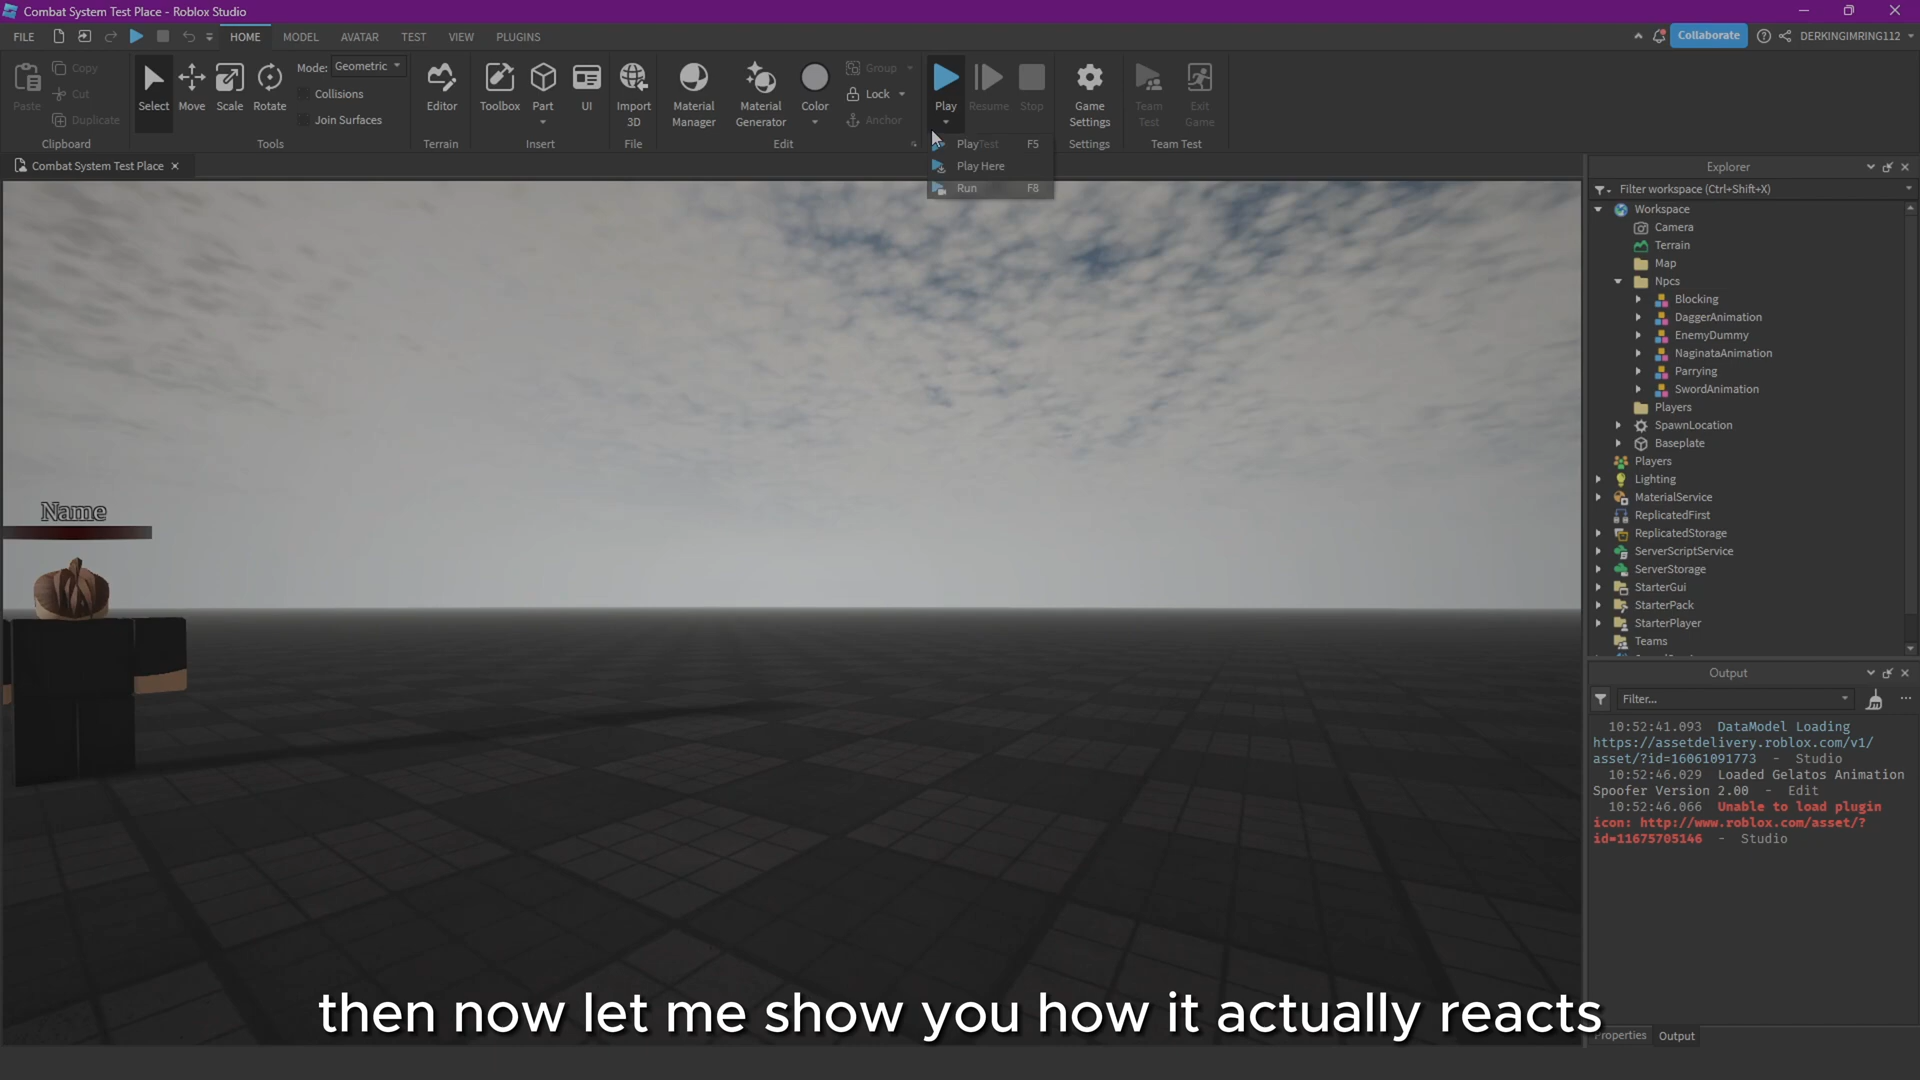 Combat System Test Place - Roblox Studio
FILE
HOME
MODEL
AVATAR
TEST
VIEW
PLUGINS
Collaborate
DERKINGIMRING112
Paste
Copy
Cut
Duplicate
Clipboard
Select
Move
Scale
Rotate
Mode: Geometric
Collisions
Join Surfaces
Tools
Editor
Terrain
Toolbox
Part
UI
Insert
Import
3D
File
Material
Manager
Material
Generator
Color
Group
Lock
Anchor
Edit
Play
Resume
Stop
Test
Play F5
Play Here
Run F8
Game
Settings
Settings
Team
Test
Exit
Game
Team Test
Combat System Test Place
Name
Explorer
Filter workspace (Ctrl+Shift+X)
Workspace
Camera
Terrain
Map
Npcs
Blocking
DaggerAnimation
EnemyDummy
NaginataAnimation
Parrying
SwordAnimation
Players
SpawnLocation
Baseplate
Players
Lighting
MaterialService
ReplicatedFirst
ReplicatedStorage
ServerScriptService
ServerStorage
StarterGui
StarterPack
StarterPlayer
Teams
Output
Filter...
10:52:41.093 DataModel Loading
https://assetdelivery.roblox.com/v1/
asset/?id=16061091773 - Studio
10:52:46.029 Loaded Gelatos Animation
Spoofer Version 2.00 - Edit
10:52:46.066 Unable to load plugin
icon: http://www.roblox.com/asset/?
id=11675705146 - Studio
then now let me show you how it actually reacts
Properties
Output